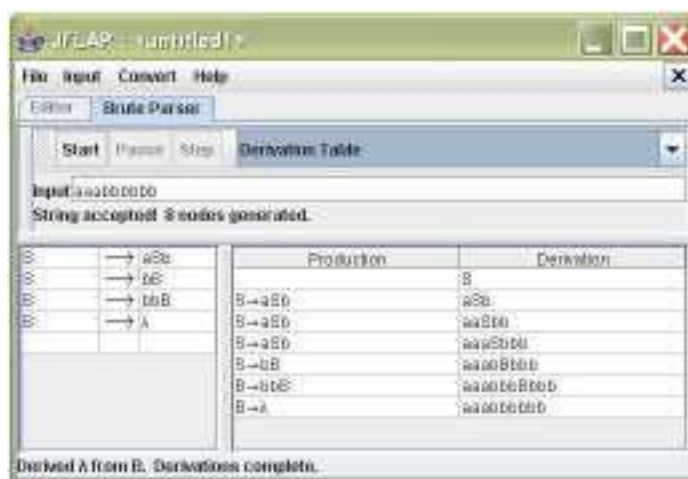 JFLAP : <untitled1>
File Input Convert Help
Editor Brute Parser
Start Pause Step Derivation Table
Input aaabbbbbb
String accepted! 8 nodes generated.
S → aSb
S → bB
B → bbB
B → λ
Production Derivation
S
S→aSb aSb
S→aSb aaSbb
S→aSb aaaSbbb
S→bB aaabBbbb
B→bbB aaabbbBbbb
B→λ aaabbbbbb
Derived λ from B. Derivations complete.